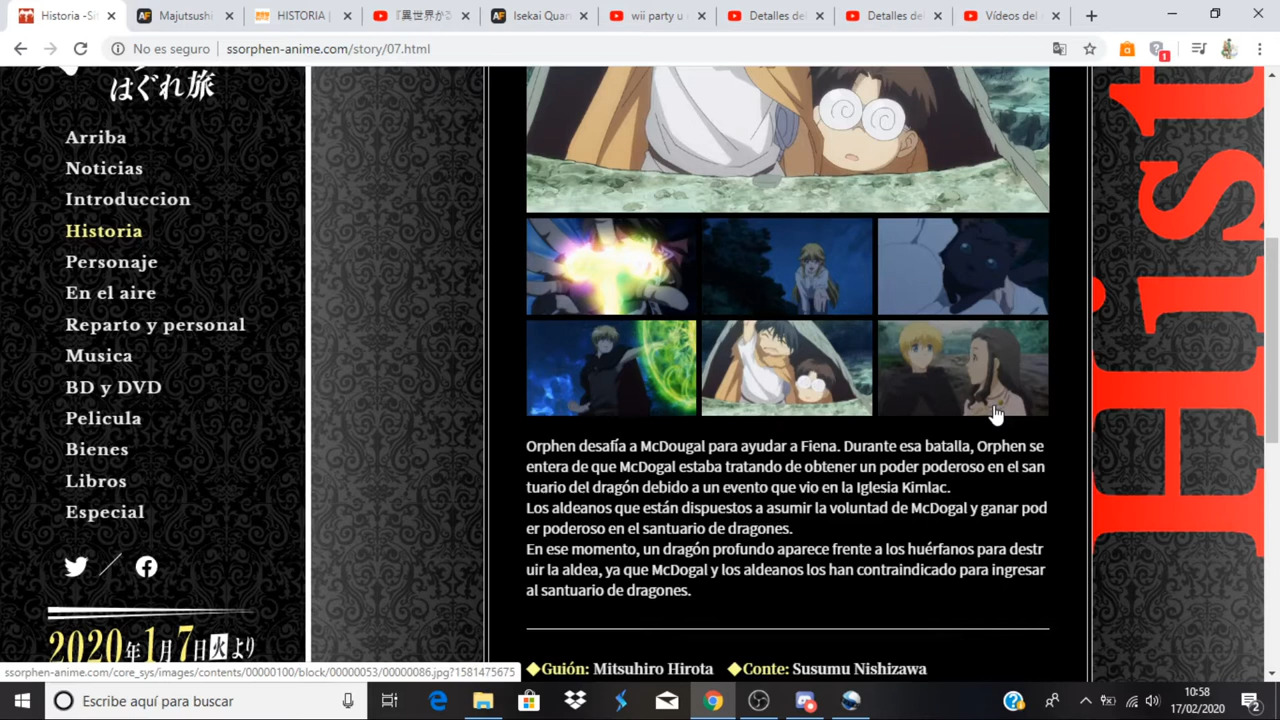 Historia -Sit
Majutsushi
HISTORIA |
『異世界か
Isekai Quan
wii party u
Detalles de
Detalles de
Vídeos del
No es seguro
ssorphen-anime.com/story/07.html
1
はぐれ旅
Arriba
Noticias
Introduccion
Historia
Personaje
En el aire
Reparto y personal
Musica
BD y DVD
Pelicula
Bienes
Libros
Especial
2020年1月7日火より
Hist
Orphen desafía a McDougal para ayudar a Fiena. Durante esa batalla, Orphen se
entera de que McDogal estaba tratando de obtener un poder poderoso en el san
tuario del dragón debido a un evento que vio en la Iglesia Kimlac.
Los aldeanos que están dispuestos a asumir la voluntad de McDogal y ganar pod
er poderoso en el santuario de dragones.
En ese momento, un dragón profundo aparece frente a los huérfanos para destr
uir la aldea, ya que McDogal y los aldeanos los han contraindicado para ingresar
al santuario de dragones.
◆Guión: Mitsuhiro Hirota ◆Conte: Susumu Nishizawa
ssorphen-anime.com/core_sys/images/contents/00000100/block/00000053/00000086.jpg?1581475675
Escribe aquí para buscar
10:58
17/02/2020
2